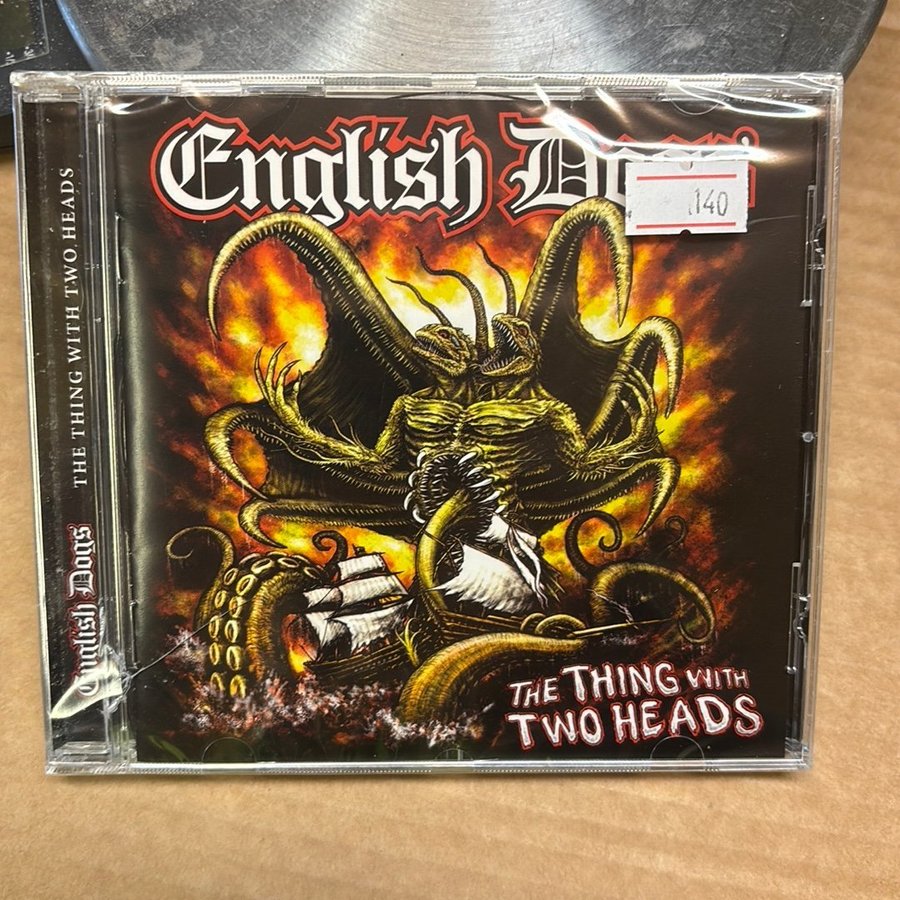 English Dogs
140
THE THING WITH
TWO HEADS
English Dogs
THE THING WITH TWO HEADS